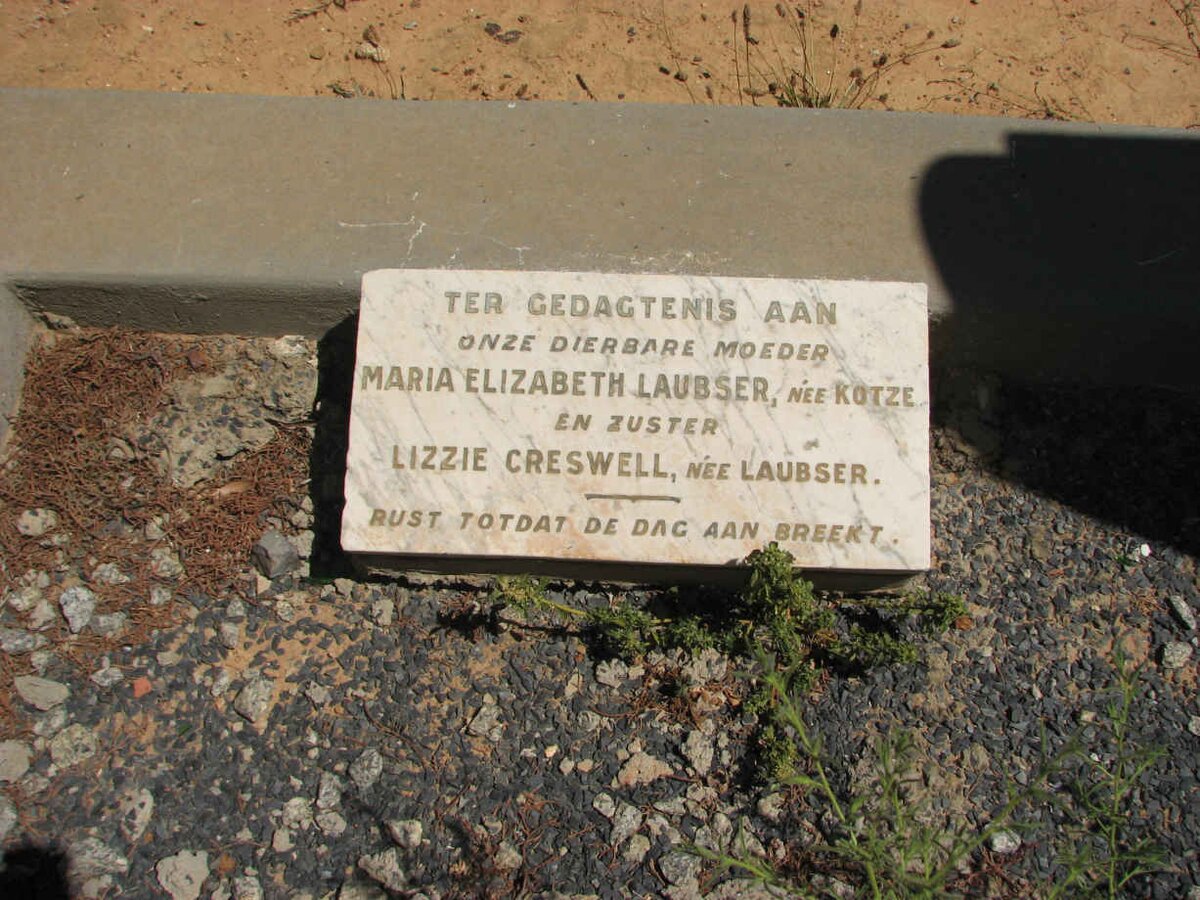 TER GEDAGTENIS AAN
ONZE DIERBARE MOEDER
MARIA ELIZABETH LAUBSER, NÉE KOTZE
EN ZUSTER
LIZZIE CRESWELL, NÉE LAUBSER.
RUST TOTDAT DE DAG AAN BREEKT.